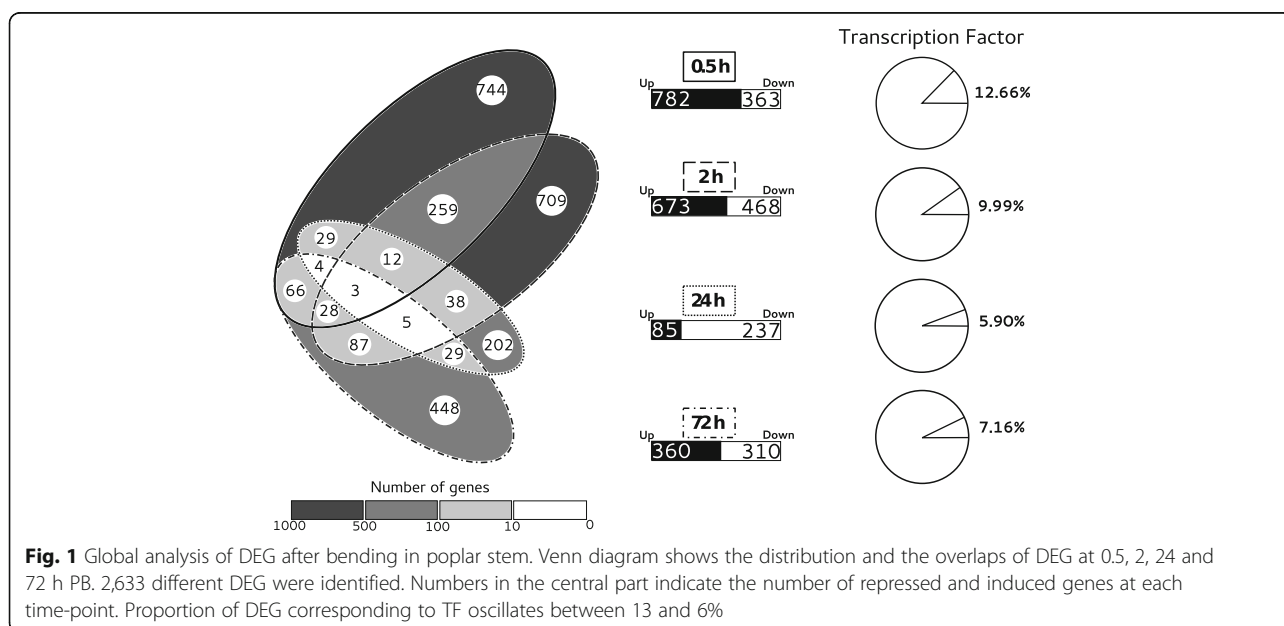 Transcription Factor
744
0.5h
Up Down
782 363
12.66%
259
709
2h
Up Down
673 468
9.99%
29
12
4
66
3
38
28
5
87
29
202
24h
85 237
Up Down
5.90%
448
72h
Up Down
360 310
7.16%
Number of genes
1000 500 100 10 0
Fig. 1 Global analysis of DEG after bending in poplar stem. Venn diagram shows the distribution and the overlaps of DEG at 0.5, 2, 24 and
72 h PB. 2,633 different DEG were identified. Numbers in the central part indicate the number of repressed and induced genes at each
time-point. Proportion of DEG corresponding to TF oscillates between 13 and 6%